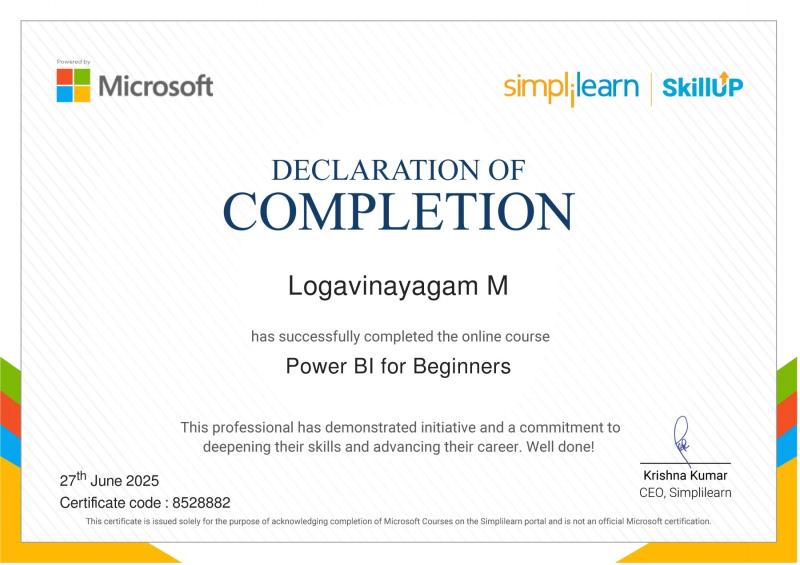 Powered by
Microsoft
simplilearn | SkillUP
DECLARATION OF
COMPLETION
Logavinayagam M
has successfully completed the online course
Power BI for Beginners
This professional has demonstrated initiative and a commitment to
deepening their skills and advancing their career. Well done!
27th June 2025
Certificate code : 8528882
Krishna Kumar
CEO, Simplilearn
This certificate is issued solely for the purpose of acknowledging completion of Microsoft Courses on the Simplilearn portal and is not an official Microsoft certification.